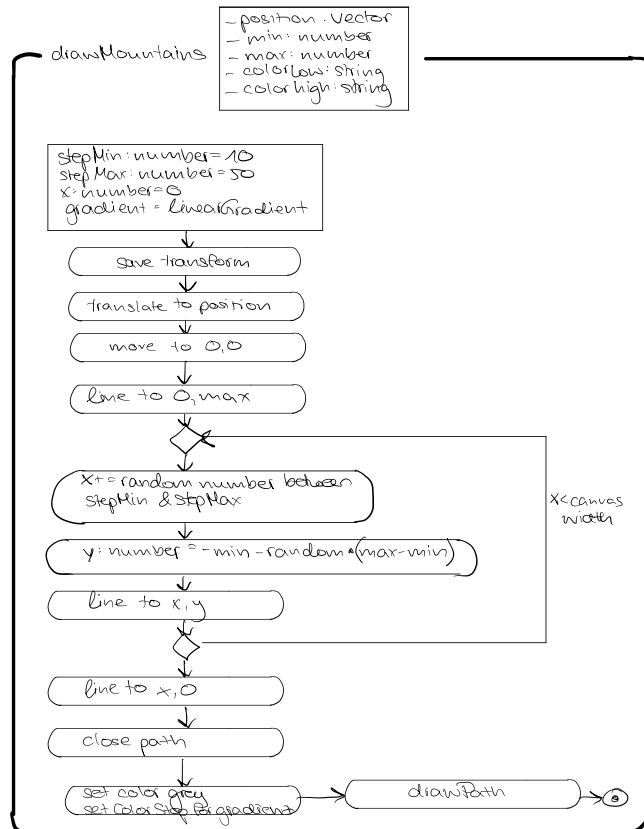 drawMountains
- position: vector
- min: number
- max: number
- colorLow: string
- colorhigh: string
stepMin: number = 10
stepMax: number = 50
x: number = 0
gradient = linearGradient
save transform
translate to position
move to 0,0
line to 0, max
x += random number between
stepMin & stepMax
x < canvas
width
y: number = -min - random * (max-min)
line to x, y
line to x, 0
close path
set color grey
set ColorStop for gradient
drawPath